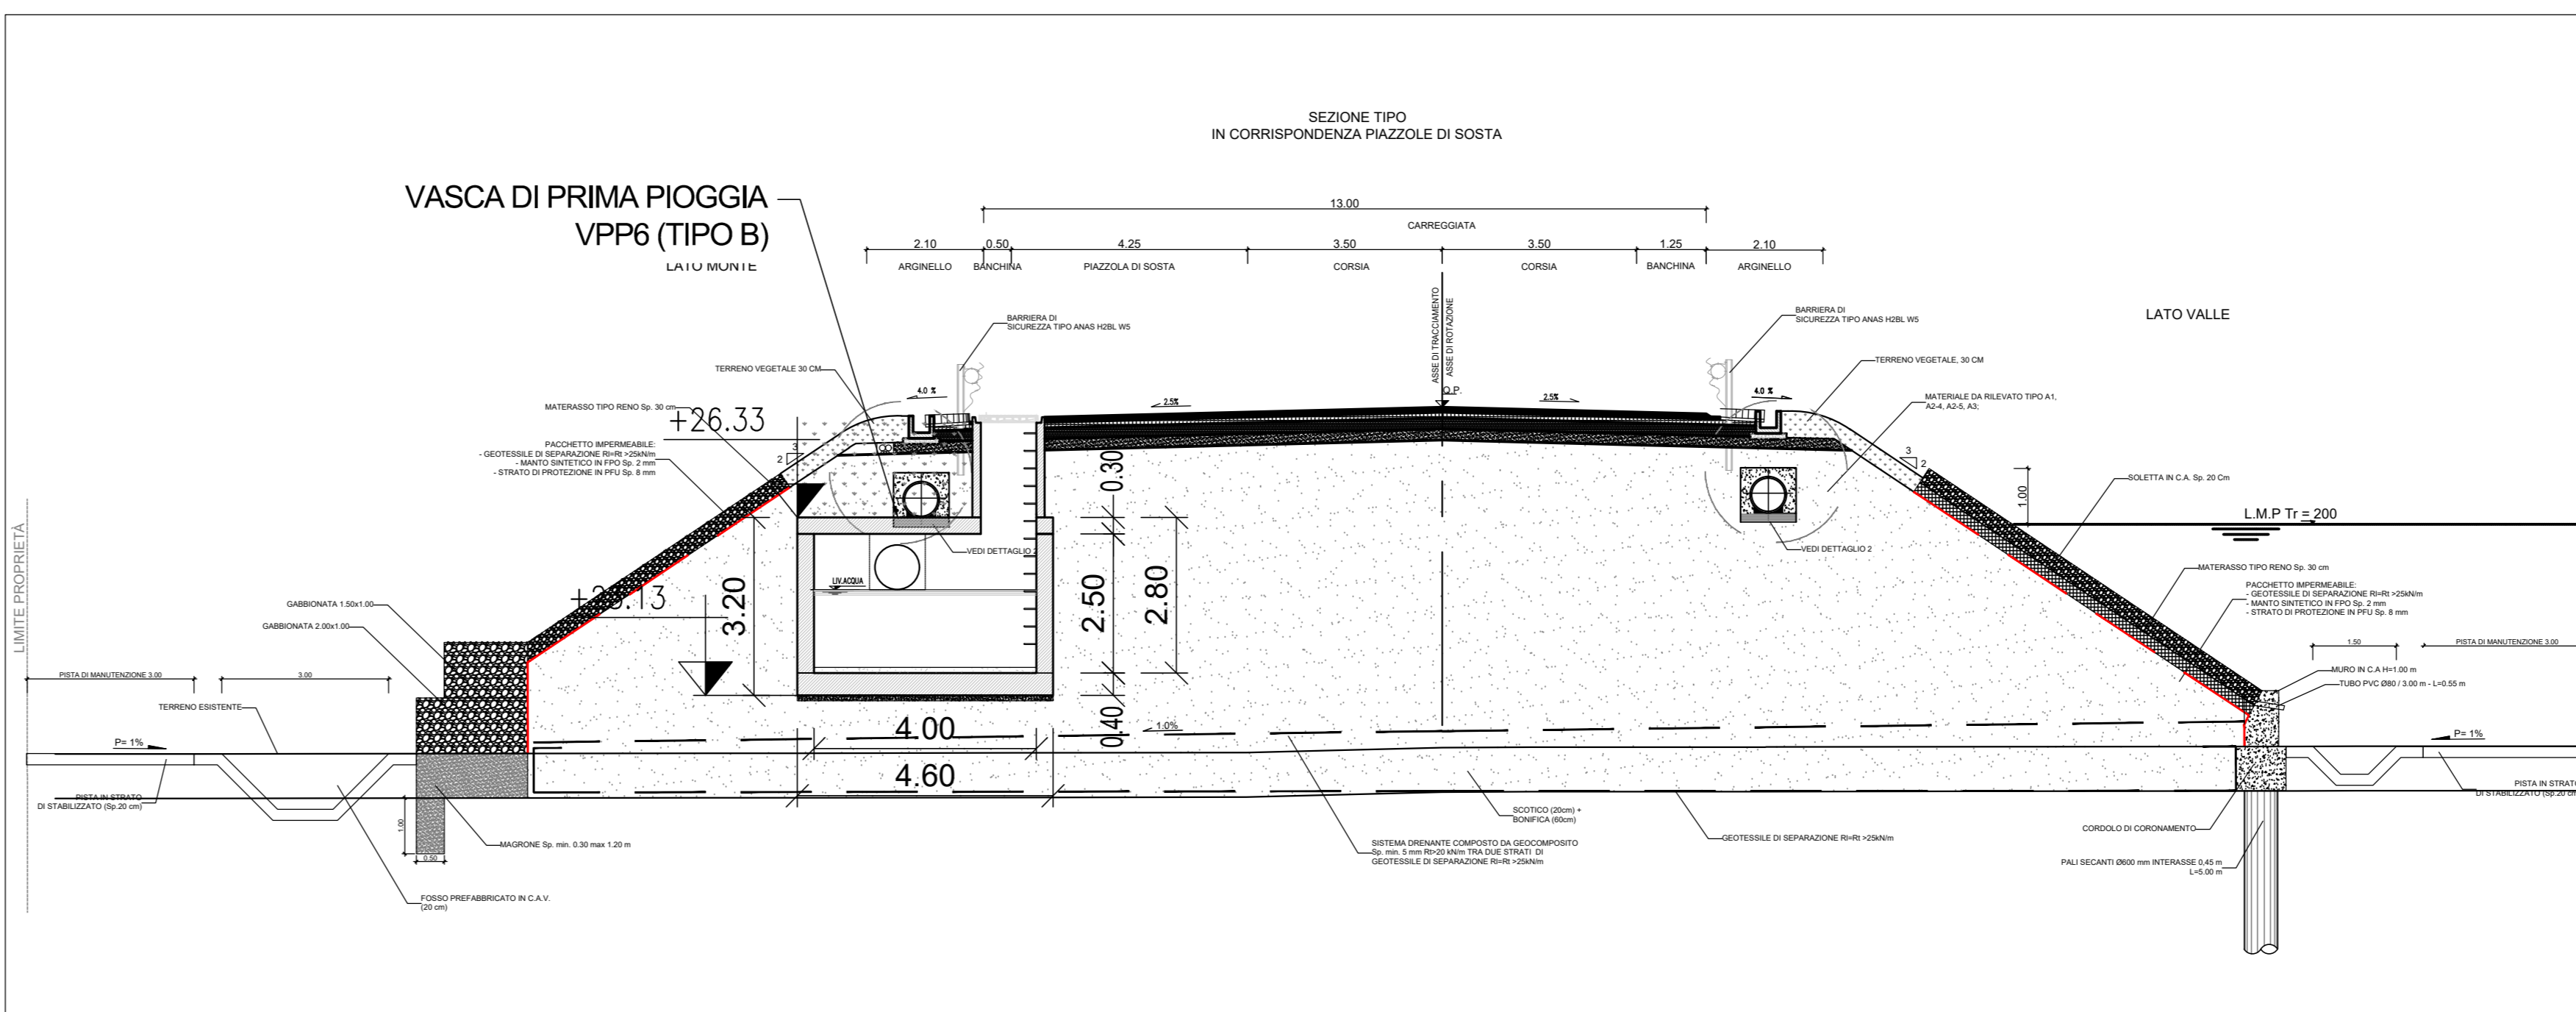 SEZIONE TIPO
IN CORRISPONDENZA PIAZZOLE DI SOSTA
VASCA DI PRIMA PIOGGIA
VPP6 (TIPO B)
LATO MONTE
13.00
CARREGGIATA
2.10
0.50
4.25
3.50
3.50
1.25
2.10
ARGINELLO
BANCHINA
PIAZZOLA DI SOSTA
CORSIA
CORSIA
BANCHINA
ARGINELLO
ASSE DI TRACCIAMENTO
ASSE DI ROTAZIONE
LATO VALLE
BARRIERA DI
SICUREZZA TIPO ANAS H2BL W5
BARRIERA DI
SICUREZZA TIPO ANAS H2BL W5
TERRENO VEGETALE 30 CM
TERRENO VEGETALE, 30 CM
4.0 %
2.5%
Q.P.
2.5%
4.0 %
MATERIALE DA RILEVATO TIPO A1,
A2-4, A2-5, A3;
MATERASSO TIPO RENO Sp. 30 cm
+26.33
PACCHETTO IMPERMEABILE:
- GEOTESSILE DI SEPARAZIONE Rl=Rt >25kN/m
- MANTO SINTETICO IN FPO Sp. 2 mm
- STRATO DI PROTEZIONE IN PFU Sp. 8 mm
3
2
3
2
0.30
1.00
SOLETTA IN C.A. Sp. 20 Cm
L.M.P Tr = 200
LIMITE PROPRIETÀ
VEDI DETTAGLIO 2
VEDI DETTAGLIO 2
LIV.ACQUA
3.20
2.50
2.80
GABBIONATA 1.50x1.00
GABBIONATA 2.00x1.00
MATERASSO TIPO RENO Sp. 30 cm
PACCHETTO IMPERMEABILE:
- GEOTESSILE DI SEPARAZIONE Rl=Rt >25kN/m
- MANTO SINTETICO IN FPO Sp. 2 mm
- STRATO DI PROTEZIONE IN PFU Sp. 8 mm
1.50
PISTA DI MANUTENZIONE 3.00
PISTA DI MANUTENZIONE 3.00
3.00
MURO IN C.A H=1.00 m
TUBO PVC Ø80 / 3.00 m - L=0.55 m
TERRENO ESISTENTE
P= 1%
4.00
0.40
1.0%
P= 1%
4.60
PISTA IN STRATO
DI STABILIZZATO (Sp.20 cm)
1.00
0.50
MAGRONE Sp. min. 0.30 max 1.20 m
FOSSO PREFABBRICATO IN C.A.V.
(20 cm)
SCOTICO (20cm) +
BONIFICA (60cm)
SISTEMA DRENANTE COMPOSTO DA GEOCOMPOSITO
Sp. min. 5 mm Rt>20 kN/m TRA DUE STRATI DI
GEOTESSILE DI SEPARAZIONE Rl=Rt >25kN/m
GEOTESSILE DI SEPARAZIONE Rl=Rt >25kN/m
CORDOLO DI CORONAMENTO
PALI SECANTI Ø600 mm INTERASSE 0,45 m
L=5.00 m
PISTA IN STRATO
DI STABILIZZATO (Sp.20 cm